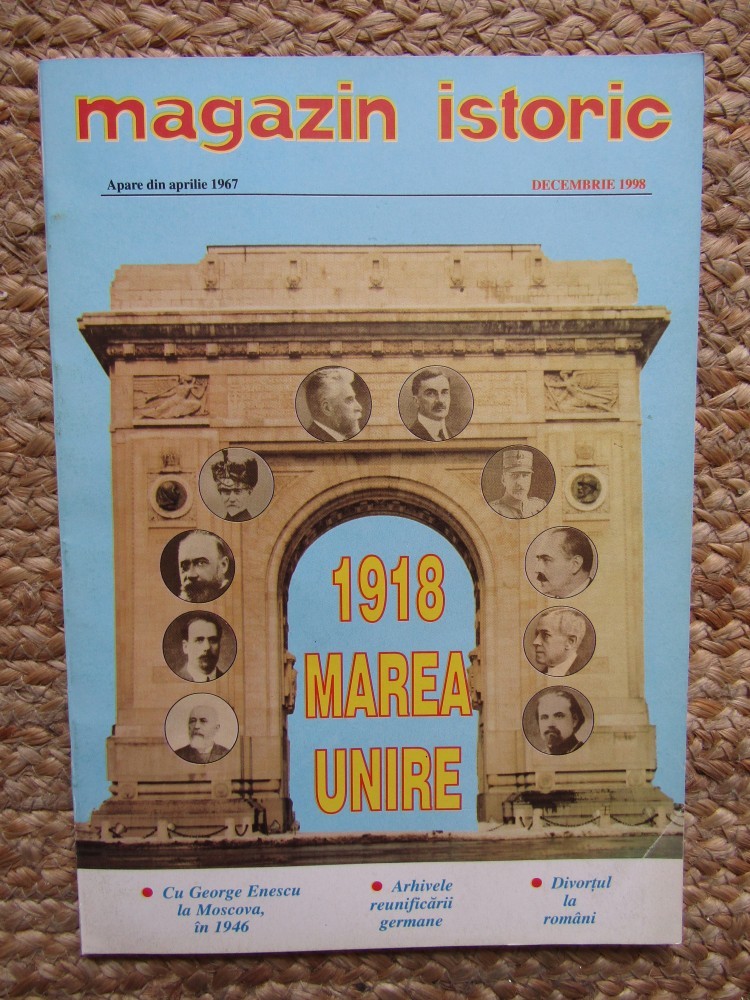 magazin istoric
Apare din aprilie 1967
DECEMBRIE 1998
1918
MAREA
UNIRE
• Cu George Enescu
la Moscova,
în 1946
• Arhivele
reunificării
germane
• Divorțul
la
români